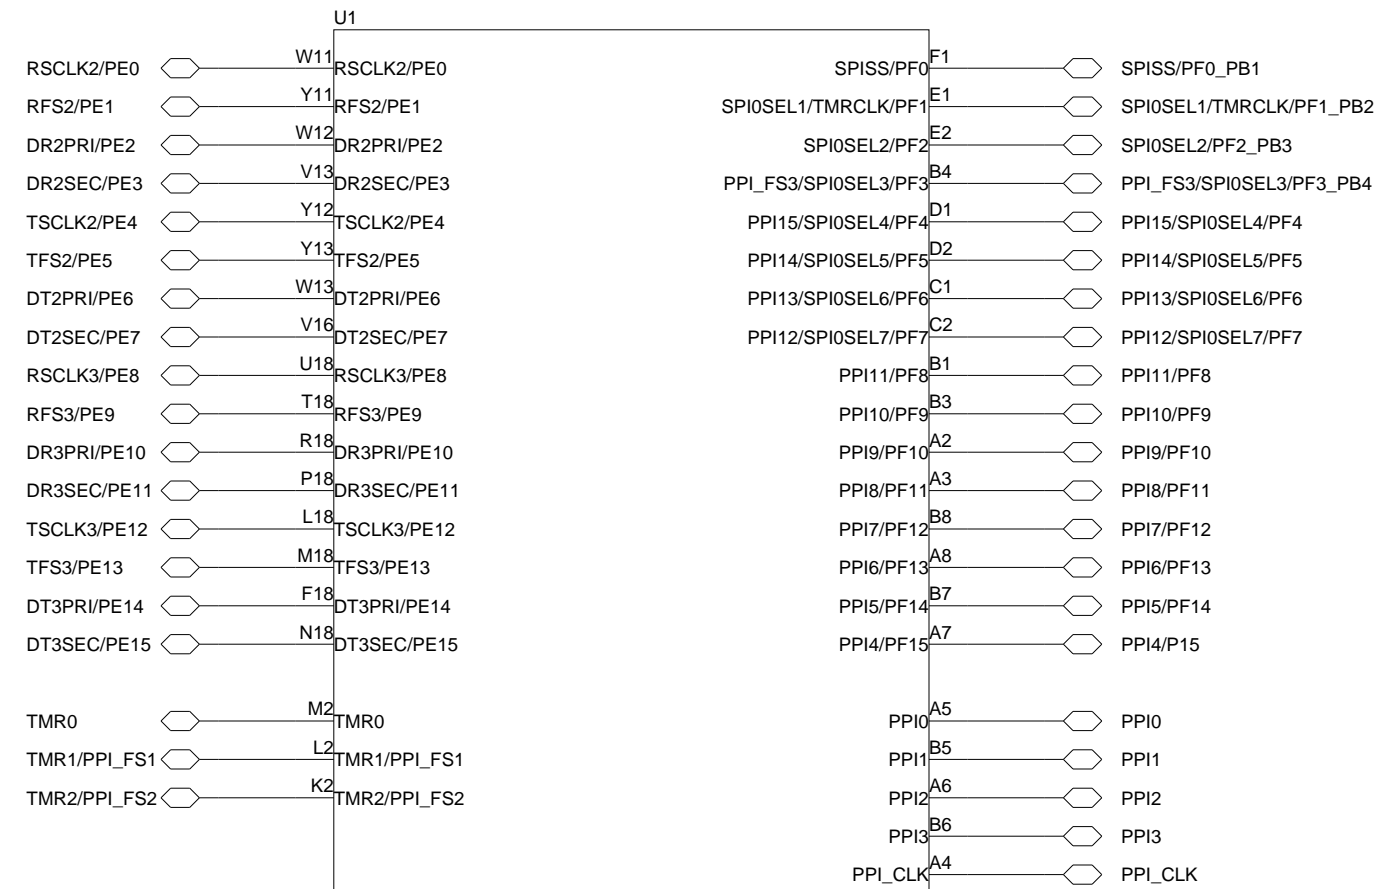 U1
RSCLK2/PE0 W11 RSCLK2/PE0 SPISS/PF0 F1 SPISS/PF0_PB1
RFS2/PE1 Y11 RFS2/PE1 SPI0SEL1/TMRCLK/PF1 E1 SPI0SEL1/TMRCLK/PF1_PB2
DR2PRI/PE2 W12 DR2PRI/PE2 SPI0SEL2/PF2 E2 SPI0SEL2/PF2_PB3
DR2SEC/PE3 V13 DR2SEC/PE3 PPI_FS3/SPI0SEL3/PF3 B4 PPI_FS3/SPI0SEL3/PF3_PB4
TSCLK2/PE4 Y12 TSCLK2/PE4 PPI15/SPI0SEL4/PF4 D1 PPI15/SPI0SEL4/PF4
TFS2/PE5 Y13 TFS2/PE5 PPI14/SPI0SEL5/PF5 D2 PPI14/SPI0SEL5/PF5
DT2PRI/PE6 W13 DT2PRI/PE6 PPI13/SPI0SEL6/PF6 C1 PPI13/SPI0SEL6/PF6
DT2SEC/PE7 V16 DT2SEC/PE7 PPI12/SPI0SEL7/PF7 C2 PPI12/SPI0SEL7/PF7
RSCLK3/PE8 U18 RSCLK3/PE8 PPI11/PF8 B1 PPI11/PF8
RFS3/PE9 T18 RFS3/PE9 PPI10/PF9 B3 PPI10/PF9
DR3PRI/PE10 R18 DR3PRI/PE10 PPI9/PF10 A2 PPI9/PF10
DR3SEC/PE11 P18 DR3SEC/PE11 PPI8/PF11 A3 PPI8/PF11
TSCLK3/PE12 L18 TSCLK3/PE12 PPI7/PF12 B8 PPI7/PF12
TFS3/PE13 M18 TFS3/PE13 PPI6/PF13 A8 PPI6/PF13
DT3PRI/PE14 F18 DT3PRI/PE14 PPI5/PF14 B7 PPI5/PF14
DT3SEC/PE15 N18 DT3SEC/PE15 PPI4/PF15 A7 PPI4/P15
TMR0 M2 TMR0 PPI0 A5 PPI0
TMR1/PPI_FS1 L2 TMR1/PPI_FS1 PPI1 B5 PPI1
TMR2/PPI_FS2 K2 TMR2/PPI_FS2 PPI2 A6 PPI2
PPI3 B6 PPI3
PPI_CLK A4 PPI_CLK